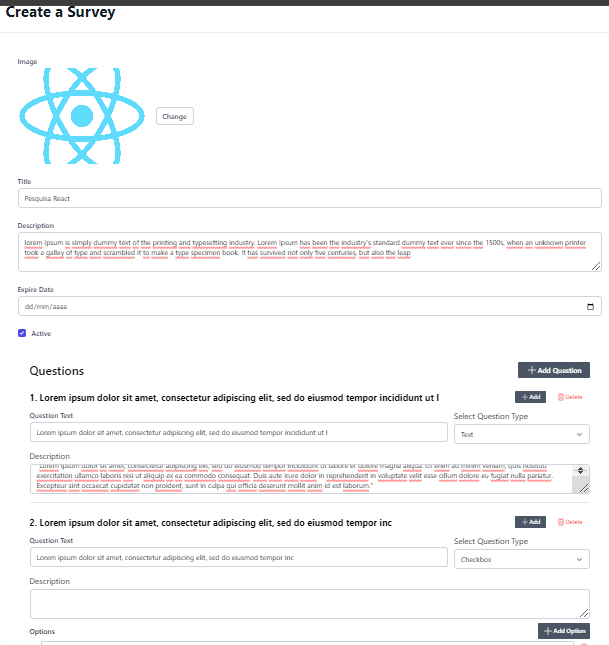 Create a Survey
Image
Change
Title
Pesquisa React
Description
lorem Ipsum is simply dummy text of the printing and typesetting industry. Lorem Ipsum has been the industry's standard dummy text ever since the 1500s, when an unknown printer
took a galley of type and scrambled it to make a type specimen book. It has survived not only five centuries, but also the leap
Expire Date
dd/mm/aaaa
Active
Questions
Add Question
1. Lorem ipsum dolor sit amet, consectetur adipiscing elit, sed do eiusmod tempor incididunt ut l
Add
Delete
Question Text
Select Question Type
Lorem ipsum dolor sit amet, consectetur adipiscing elit, sed do eiusmod tempor incididunt ut l
Text
Description
"Lorem ipsum dolor sit amet, consectetur adipiscing elit, sed do eiusmod tempor incididunt ut labore et dolore magna aliqua. Ut enim ad minim veniam, quis nostrud
exercitation ullamco laboris nisi ut aliquip ex ea commodo consequat. Duis aute irure dolor in reprehenderit in voluptate velit esse cillum dolore eu fugiat nulla pariatur.
Excepteur sint occaecat cupidatat non proident, sunt in culpa qui officia deserunt mollit anim id est laborum."
2. Lorem ipsum dolor sit amet, consectetur adipiscing elit, sed do eiusmod tempor inc
Add
Delete
Question Text
Select Question Type
Lorem ipsum dolor sit amet, consectetur adipiscing elit, sed do eiusmod tempor inc
Checkbox
Description
Options
Add Option